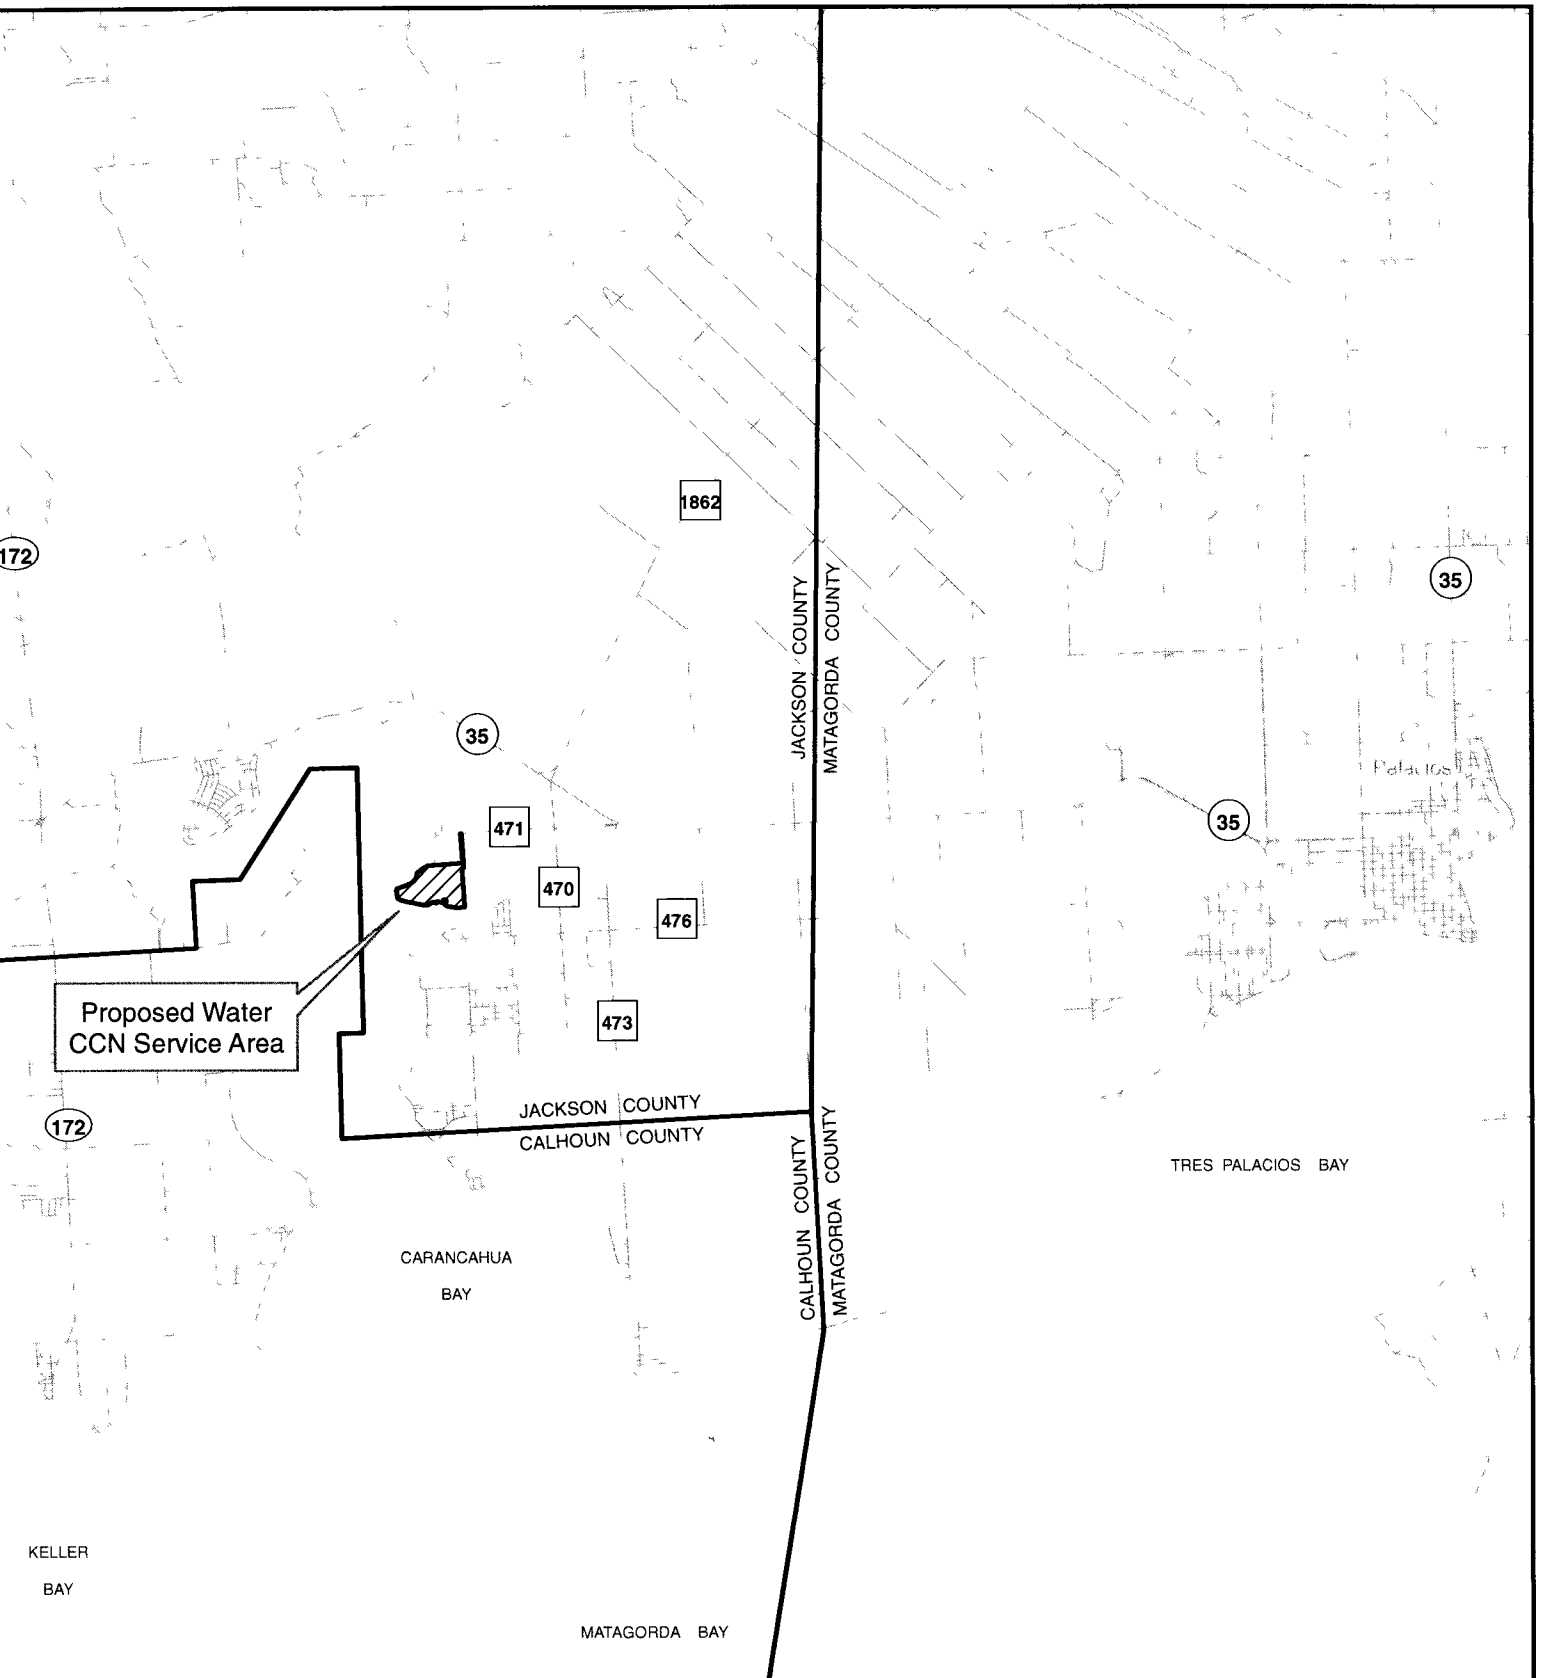 1862
172
35
JACKSON COUNTY
MATAGORDA COUNTY
35
Palacios
35
471
470
476
Proposed Water
CCN Service Area
473
JACKSON COUNTY
CALHOUN COUNTY
172
CALHOUN COUNTY
MATAGORDA COUNTY
TRES PALACIOS BAY
CARANCAHUA
BAY
KELLER
BAY
MATAGORDA BAY